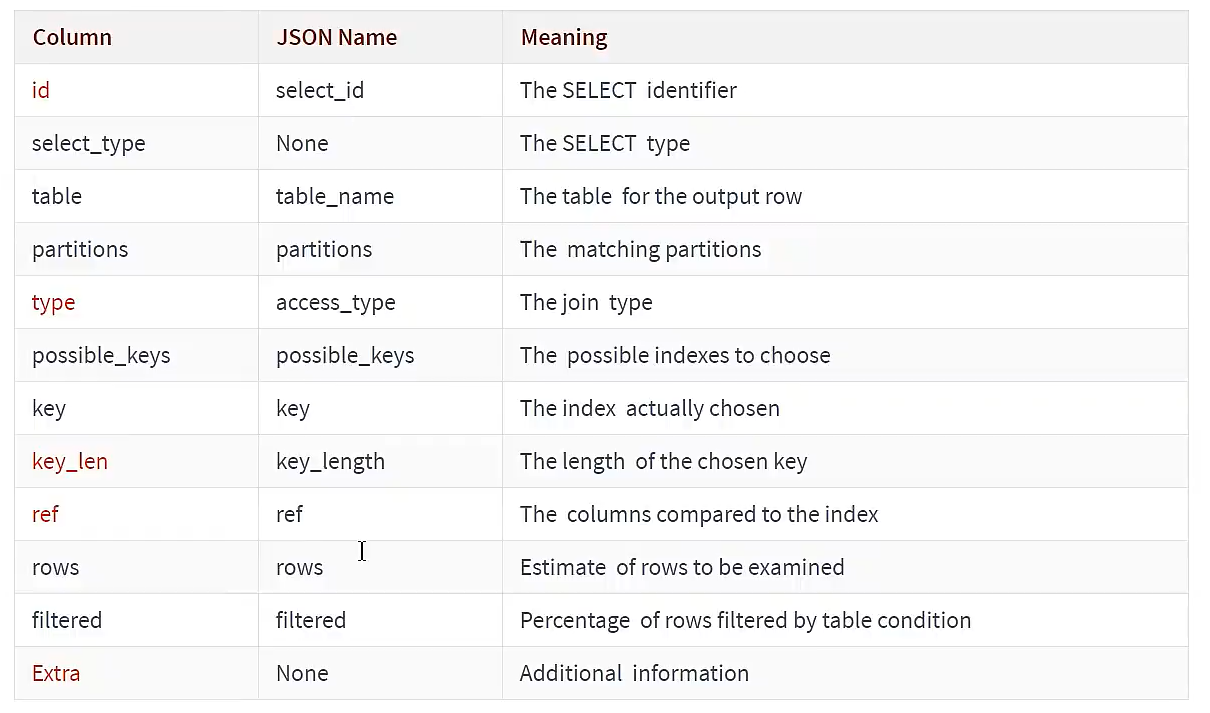 Column JSON Name Meaning
id select_id The SELECT identifier
select_type None The SELECT type
table table_name The table for the output row
partitions partitions The matching partitions
type access_type The join type
possible_keys possible_keys The possible indexes to choose
key key The index actually chosen
key_len key_length The length of the chosen key
ref ref The columns compared to the index
rows rows Estimate of rows to be examined
filtered filtered Percentage of rows filtered by table condition
Extra None Additional information